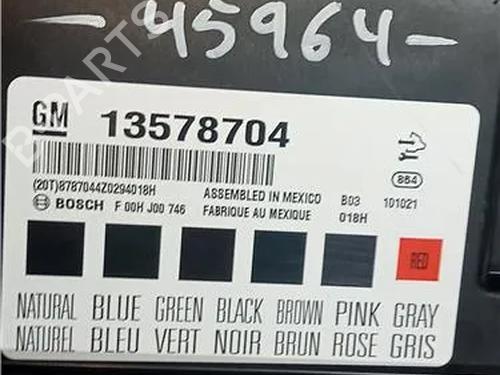 -45964-
GM 13578704
(20T)8787044Z0294018H
ASSEMBLED IN MEXICO B03 101021
BOSCH F 00H J00 746 FABRIQUE AU MEXIQUE 018H
884
RED
NATURAL BLUE GREEN BLACK BROWN PINK GRAY
NATUREL BLEU VERT NOIR BRUN ROSE GRIS
B PARTS